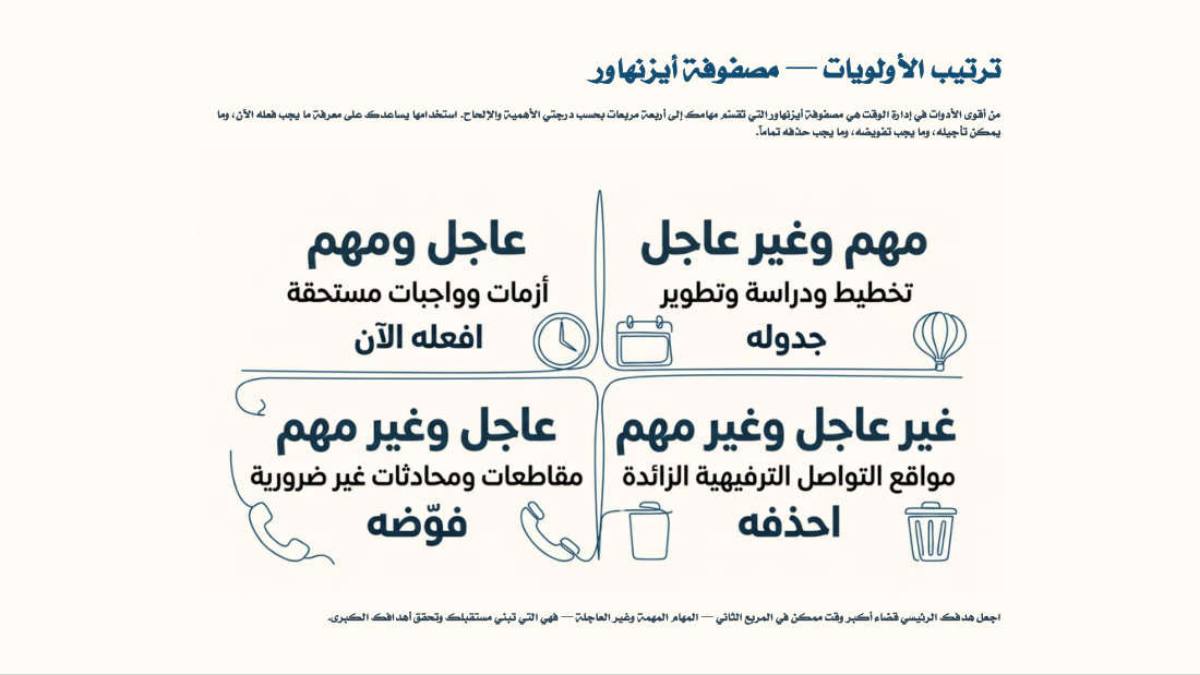 ترتيب الأولويات — مصفوفة أيزنهاور
من أقوى الأدوات في إدارة الوقت هي مصفوفة أيزنهاور التي تقسّم مهامك إلى أربعة مربعات بحسب درجتي الأهمية والإلحاح. استخدامها يساعدك على معرفة ما يجب فعله الآن، وما
يمكن تأجيله، وما يجب تفويضه، وما يجب حذفه تماماً.
مهم وغير عاجل
تخطيط ودراسة وتطوير
جدوله
عاجل ومهم
أزمات وواجبات مستحقة
افعله الآن
غير عاجل وغير مهم
مواقع التواصل الترفيهية الزائدة
احذفه
عاجل وغير مهم
مقاطعات ومحادثات غير ضرورية
فوّضه
اجعل هدفك الرئيسي قضاء أكبر وقت ممكن في المربع الثاني — المهام المهمة وغير العاجلة — فهي التي تبني مستقبلك وتحقق أهدافك الكبرى.